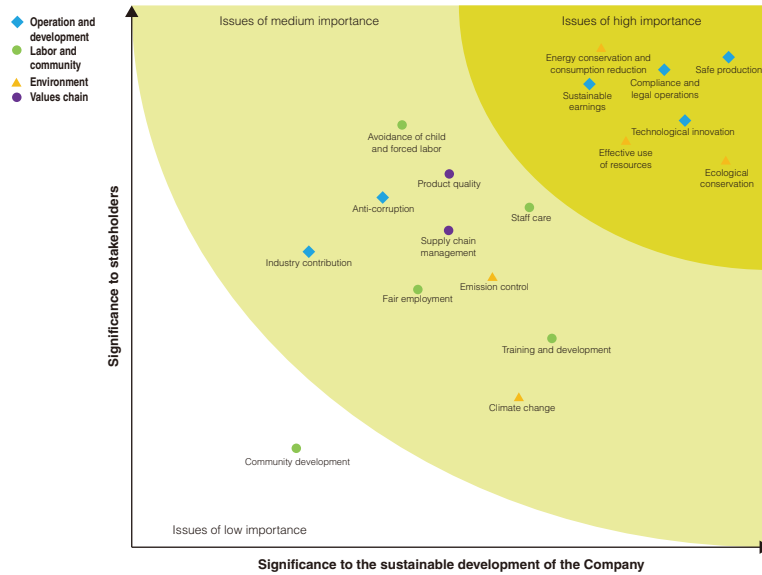 Operation and
development
Labor and
community
Environment
Values chain
Issues of medium importance
Issues of high importance
Energy conservation and
consumption reduction
Safe production
Compliance and
legal operations
Sustainable
earnings
Technological innovation
Effective use
of resources
Ecological
conservation
Avoidance of child
and forced labor
Product quality
Anti-corruption
Staff care
Supply chain
management
Industry contribution
Emission control
Fair employment
Training and development
Climate change
Community development
Issues of low importance
Significance to stakeholders
Significance to the sustainable development of the Company